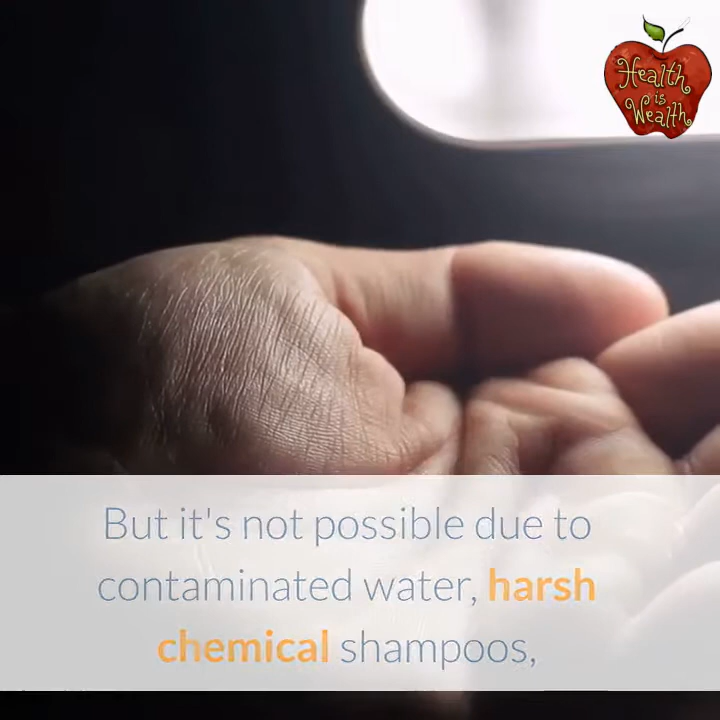 Health
is
Wealth
But it's not possible due to
contaminated water, harsh
chemical shampoos,